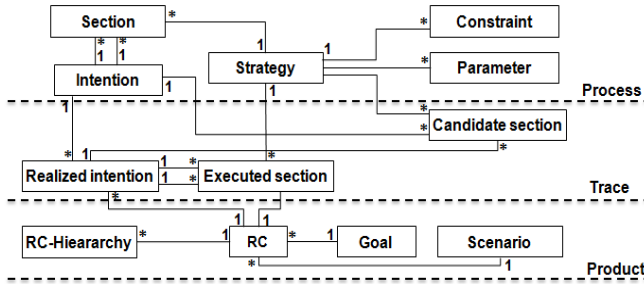 Section
*
*
Constraint
* *
1 1
1
1
*
Strategy
*
Parameter
Intention
1
1
1
*
Process
*
Candidate section
1
*
*
*
Realized intention
1
*
1
*
Executed section
*
Trace
1
1
RC-Hieararchy
*
1
RC
*
1
Goal
Scenario
*
1
Product